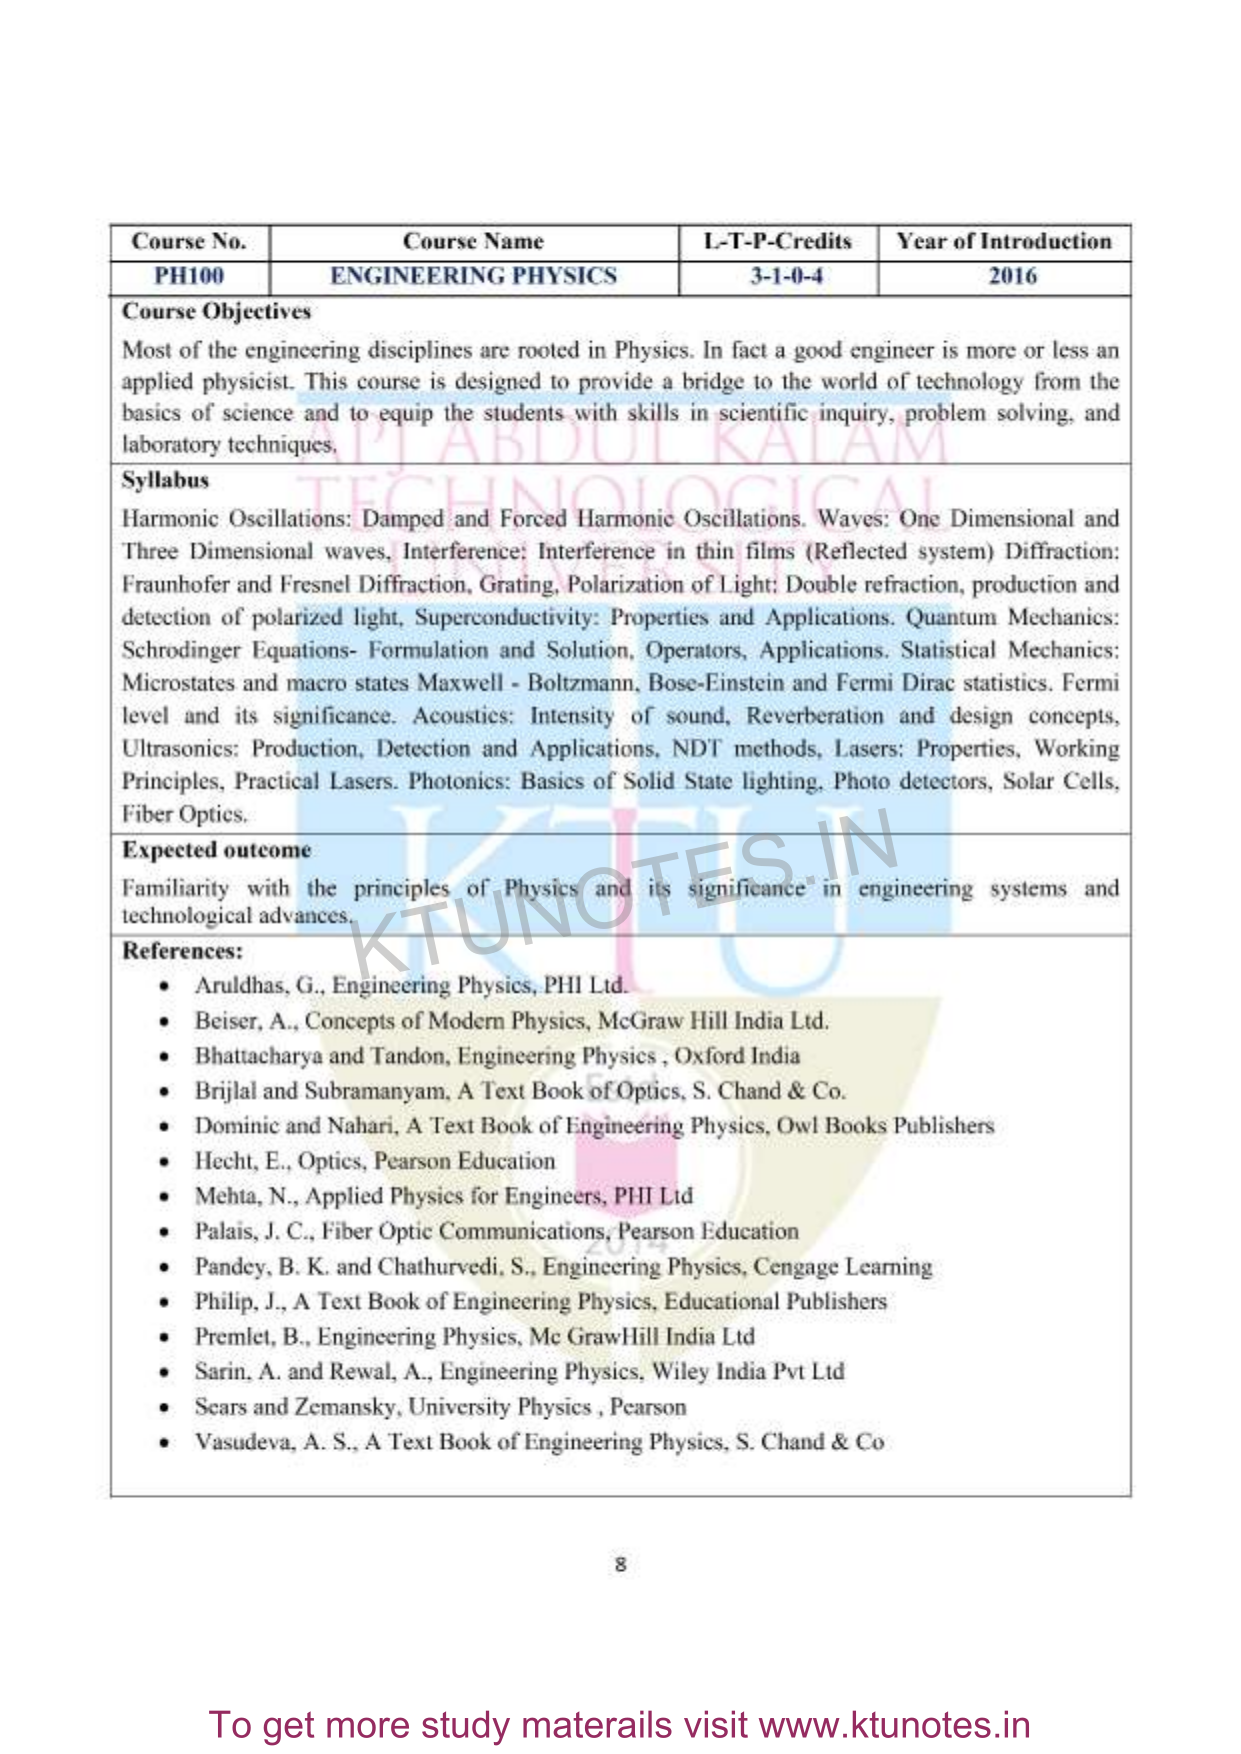 Course No. Course Name L-T-P-Credits Year of Introduction
PH100 ENGINEERING PHYSICS 3-1-0-4 2016
Course Objectives
Most of the engineering disciplines are rooted in Physics. In fact a good engineer is more or less an
applied physicist. This course is designed to provide a bridge to the world of technology from the
basics of science and to equip the students with skills in scientific inquiry, problem solving, and
laboratory techniques.
API ABDUL KALAM
TECHNOLOGICAL
UNIVERSITY
Syllabus
Harmonic Oscillations: Damped and Forced Harmonic Oscillations. Waves: One Dimensional and
Three Dimensional waves, Interference: Interference in thin films (Reflected system) Diffraction:
Fraunhofer and Fresnel Diffraction, Grating, Polarization of Light: Double refraction, production and
detection of polarized light, Superconductivity: Properties and Applications. Quantum Mechanics:
Schrodinger Equations- Formulation and Solution, Operators, Applications. Statistical Mechanics:
Microstates and macro states Maxwell - Boltzmann, Bose-Einstein and Fermi Dirac statistics. Fermi
level and its significance. Acoustics: Intensity of sound, Reverberation and design concepts,
Ultrasonics: Production, Detection and Applications, NDT methods, Lasers: Properties, Working
Principles, Practical Lasers. Photonics: Basics of Solid State lighting, Photo detectors, Solar Cells,
Fiber Optics.
KTU
KTUNOTES.IN
Expected outcome
Familiarity with the principles of Physics and its significance in engineering systems and
technological advances.
References:
• Aruldhas, G., Engineering Physics, PHI Ltd.
• Beiser, A., Concepts of Modern Physics, McGraw Hill India Ltd.
• Bhattacharya and Tandon, Engineering Physics , Oxford India
• Brijlal and Subramanyam, A Text Book of Optics, S. Chand & Co.
Estd.
• Dominic and Nahari, A Text Book of Engineering Physics, Owl Books Publishers
• Hecht, E., Optics, Pearson Education
• Mehta, N., Applied Physics for Engineers, PHI Ltd
• Palais, J. C., Fiber Optic Communications, Pearson Education
2014
• Pandey, B. K. and Chathurvedi, S., Engineering Physics, Cengage Learning
• Philip, J., A Text Book of Engineering Physics, Educational Publishers
• Premlet, B., Engineering Physics, Mc GrawHill India Ltd
• Sarin, A. and Rewal, A., Engineering Physics, Wiley India Pvt Ltd
• Sears and Zemansky, University Physics , Pearson
• Vasudeva, A. S., A Text Book of Engineering Physics, S. Chand & Co
8
To get more study materails visit www.ktunotes.in